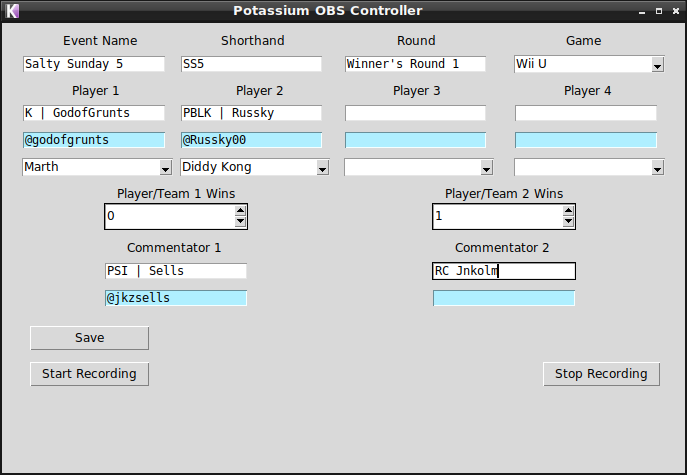 K Potassium OBS Controller
Event Name Shorthand Round Game
Salty Sunday 5 SS5 Winner's Round 1 Wii U
Player 1 Player 2 Player 3 Player 4
K | GodofGrunts PBLK | Russky
@godofgrunts @Russky00
Marth Diddy Kong
Player/Team 1 Wins Player/Team 2 Wins
0 1
Commentator 1 Commentator 2
PSI | Sells RC Jnkolm
@jkzsells
Save
Start Recording Stop Recording